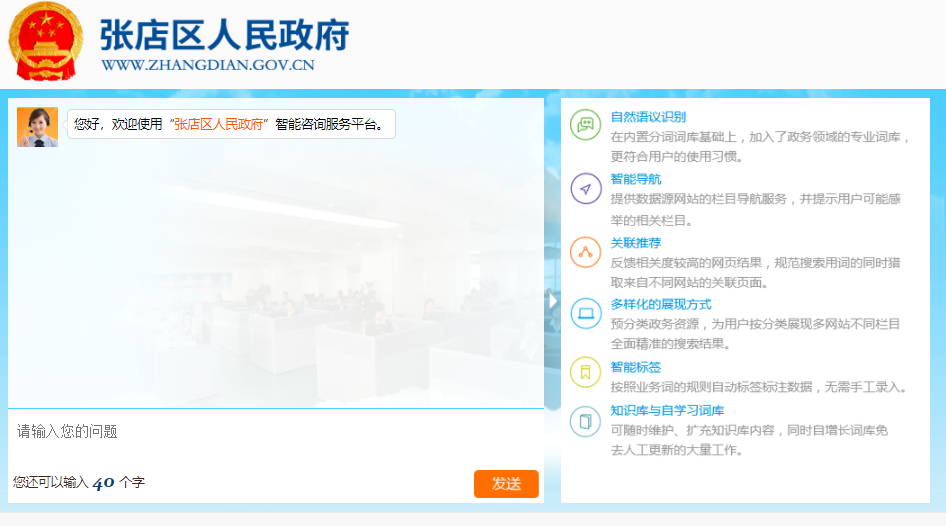 张店区人民政府
WWW.ZHANGDIAN.GOV.CN
您好，欢迎使用“张店区人民政府”智能咨询服务平台。
请输入您的问题
您还可以输入 40 个字
发送
自然语议识别
在内置分词词库基础上，加入了政务领域的专业词库，
更符合用户的使用习惯。
智能导航
提供数据源网站的栏目导航服务，并提示用户可能感
举的相关栏目。
关联推荐
反馈相关度较高的网页结果，规范搜索用词的同时猎
取来自不同网站的关联页面。
多样化的展现方式
预分类政务资源，为用户按分类展现多网站不同栏目
全面精准的搜索结果。
智能标签
按照业务词的规则自动标签标注数据，无需手工录入。
知识库与自学习词库
可随时维护、扩充知识库内容，同时自增长词库免
去人工更新的大量工作。